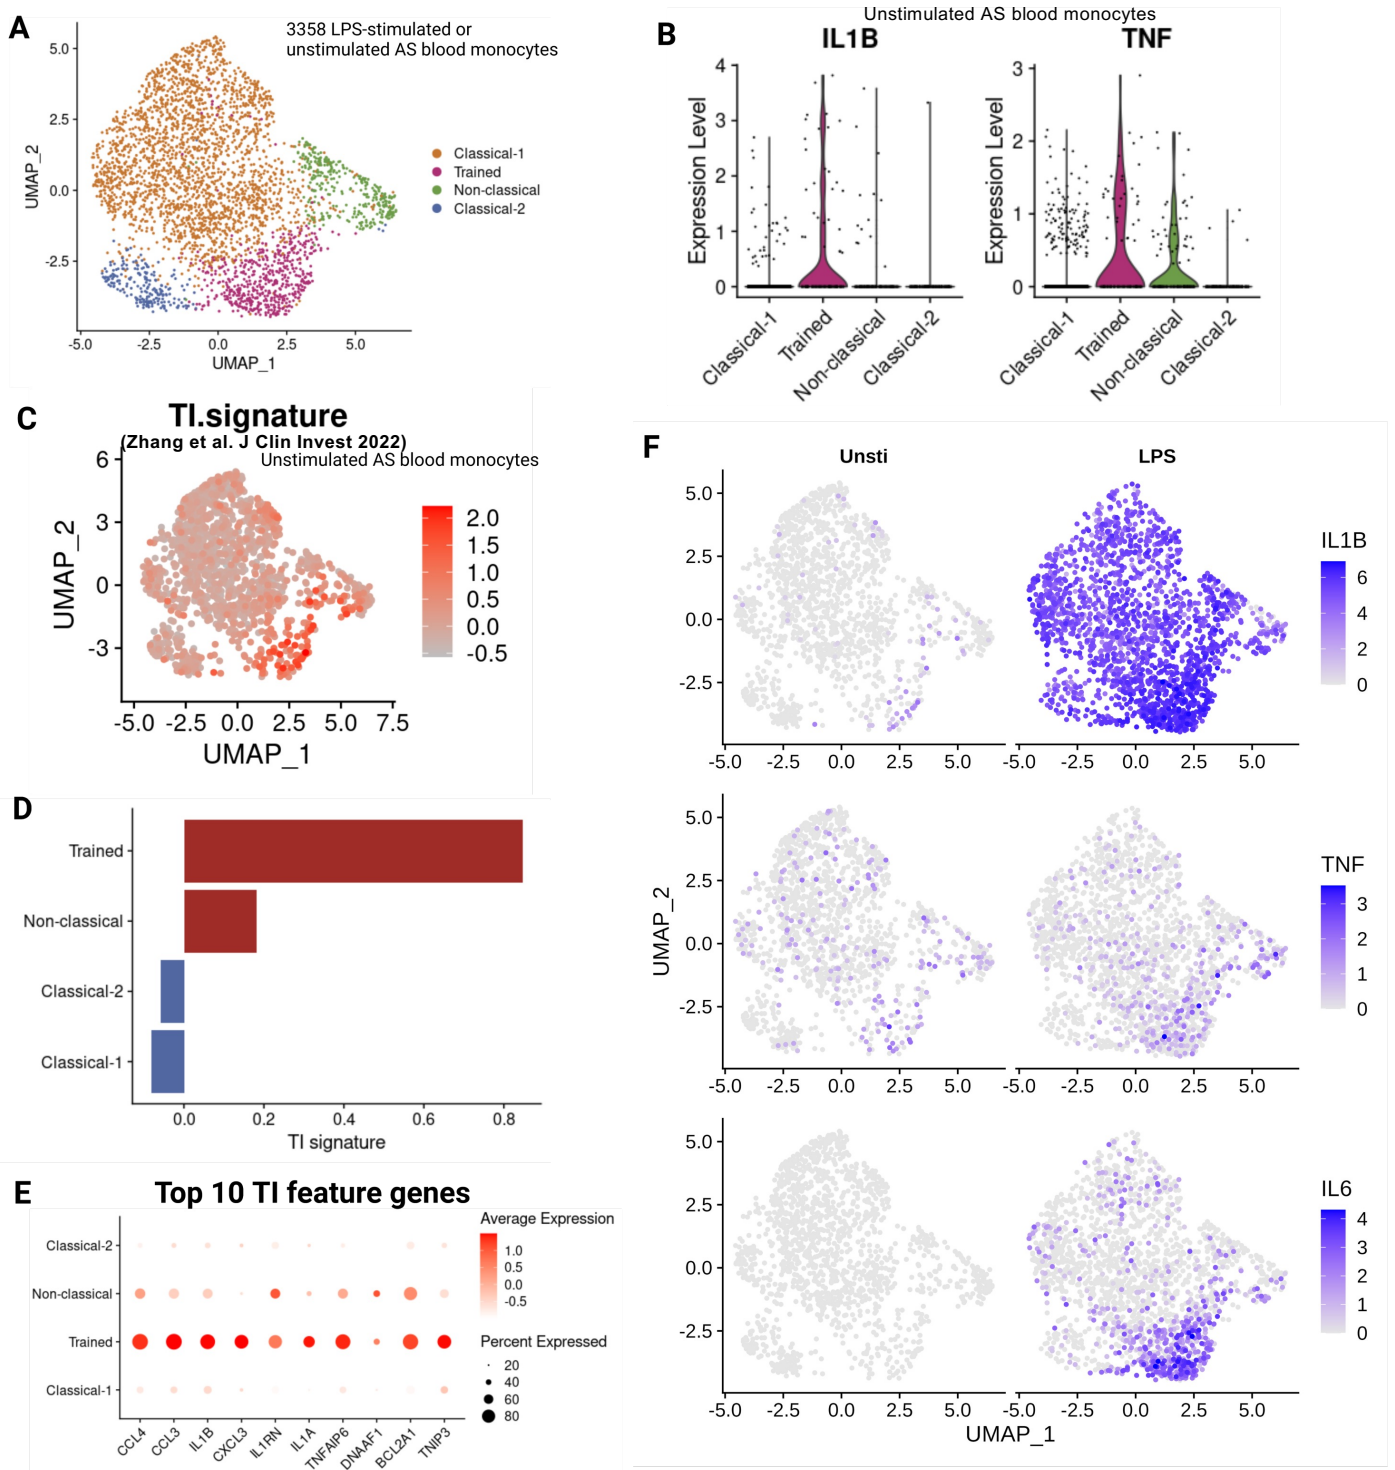 A
3358 LPS-stimulated or
unstimulated AS blood monocytes
5.0
2.5
0.0
-2.5
UMAP_2
-5.0 -2.5 0.0 2.5 5.0
UMAP_1
Classical-1
Trained
Non-classical
Classical-2
B
Unstimulated AS blood monocytes
IL1B
TNF
Expression Level
4
3
2
1
0
Classical-1
Trained
Non-classical
Classical-2
Expression Level
3
2
1
0
Classical-1
Trained
Non-classical
Classical-2
C
TI.signature
(Zhang et al. J Clin Invest 2022)
Unstimulated AS blood monocytes
6
3
0
-3
UMAP_2
-5.0 -2.5 0.0 2.5 5.0 7.5
UMAP_1
2.0
1.5
1.0
0.5
0.0
-0.5
D
Trained
Non-classical
Classical-2
Classical-1
0.0 0.2 0.4 0.6 0.8
TI signature
E
Top 10 TI feature genes
Classical-2
Non-classical
Trained
Classical-1
CCL4
CCL3
IL1B
CXCL3
IL1RN
IL1A
TNFAIP6
DNAAF1
BCL2A1
TNIP3
Average Expression
1.0
0.5
0.0
-0.5
Percent Expressed
20
40
60
80
F
Unsti
LPS
5.0
2.5
0.0
-2.5
-5.0 -2.5 0.0 2.5 5.0
-5.0 -2.5 0.0 2.5 5.0
IL1B
6
4
2
0
5.0
2.5
0.0
-2.5
UMAP_2
-5.0 -2.5 0.0 2.5 5.0
-5.0 -2.5 0.0 2.5 5.0
TNF
3
2
1
0
5.0
2.5
0.0
-2.5
-5.0 -2.5 0.0 2.5 5.0
-5.0 -2.5 0.0 2.5 5.0
UMAP_1
IL6
4
3
2
1
0